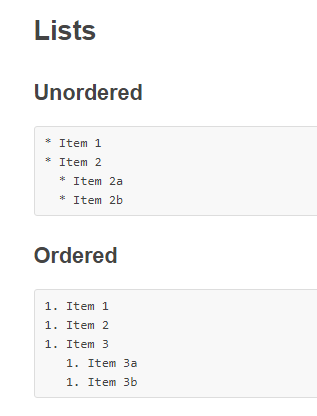 Lists
Unordered
* Item 1
* Item 2
  * Item 2a
  * Item 2b
Ordered
1. Item 1
1. Item 2
1. Item 3
   1. Item 3a
   1. Item 3b